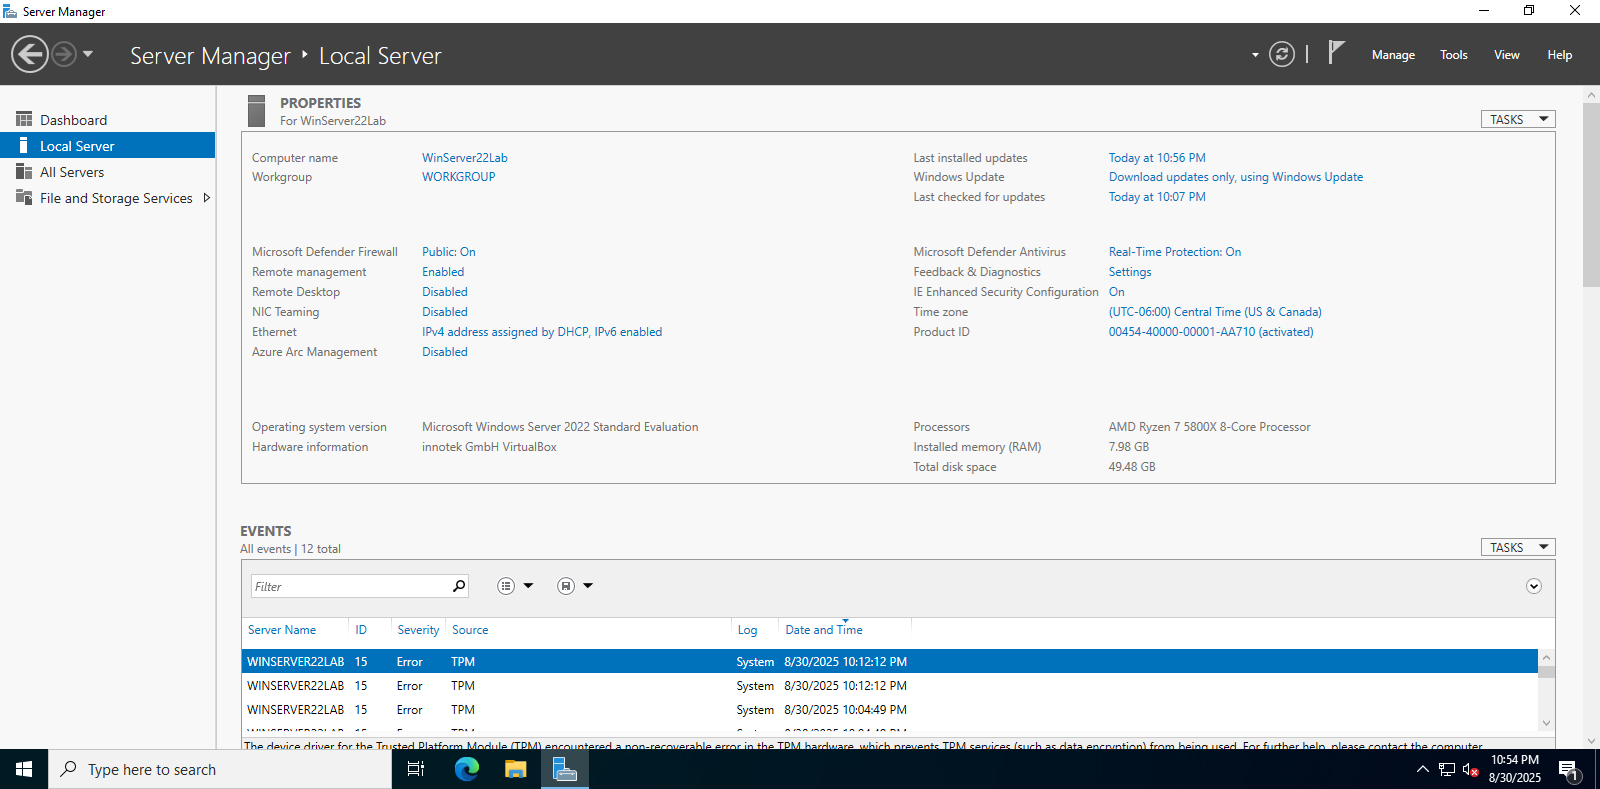 Server Manager
Server Manager ‣ Local Server
Manage Tools View Help
Dashboard
Local Server
All Servers
File and Storage Services
PROPERTIES
For WinServer22Lab
TASKS
Computer name WinServer22Lab
Workgroup WORKGROUP
Last installed updates Today at 10:56 PM
Windows Update Download updates only, using Windows Update
Last checked for updates Today at 10:07 PM
Microsoft Defender Firewall Public: On
Remote management Enabled
Remote Desktop Disabled
NIC Teaming Disabled
Ethernet IPv4 address assigned by DHCP, IPv6 enabled
Azure Arc Management Disabled
Microsoft Defender Antivirus Real-Time Protection: On
Feedback & Diagnostics Settings
IE Enhanced Security Configuration On
Time zone (UTC-06:00) Central Time (US & Canada)
Product ID 00454-40000-00001-AA710 (activated)
Operating system version Microsoft Windows Server 2022 Standard Evaluation
Hardware information innotek GmbH VirtualBox
Processors AMD Ryzen 7 5800X 8-Core Processor
Installed memory (RAM) 7.98 GB
Total disk space 49.48 GB
EVENTS
All events | 12 total
TASKS
Filter
Server Name ID Severity Source Log Date and Time
WINSERVER22LAB 15 Error TPM System 8/30/2025 10:12:12 PM
WINSERVER22LAB 15 Error TPM System 8/30/2025 10:12:12 PM
WINSERVER22LAB 15 Error TPM System 8/30/2025 10:04:49 PM
The device driver for the Trusted Platform Module (TPM) encountered a non-recoverable error in the TPM hardware, which prevents TPM services (such as data encryption) from being used. For further help, please contact the computer
Type here to search
10:54 PM
8/30/2025
1